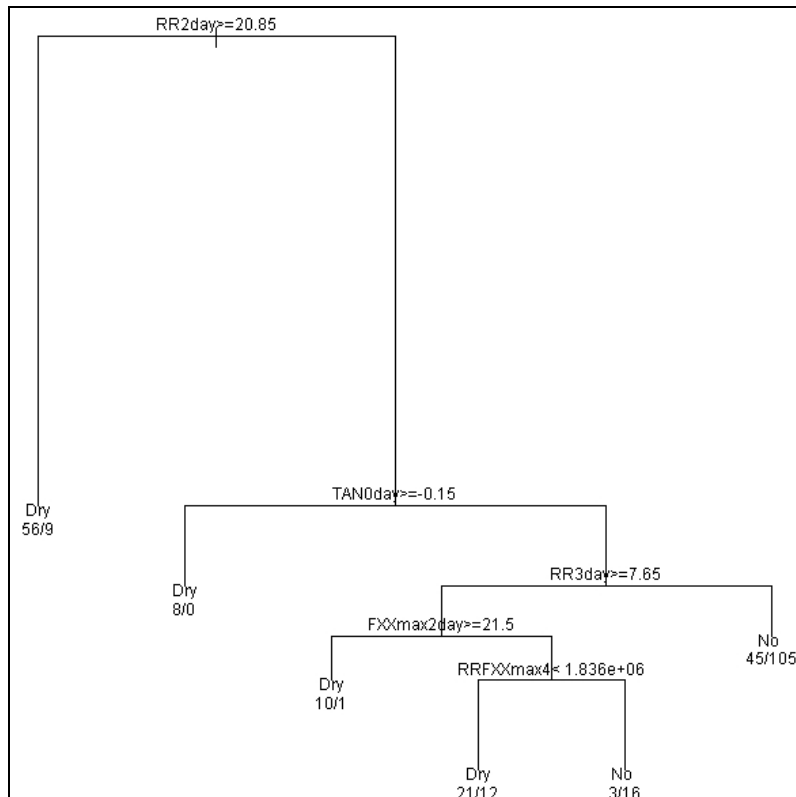 RR2day>=20.85
Dry
56/9
TAN0day>=-0.15
Dry
8/0
RR3day>=7.65
FXXmax2day>=21.5
No
45/105
Dry
10/1
RRFXXmax4< 1.836e+06
Dry
21/12
No
3/16